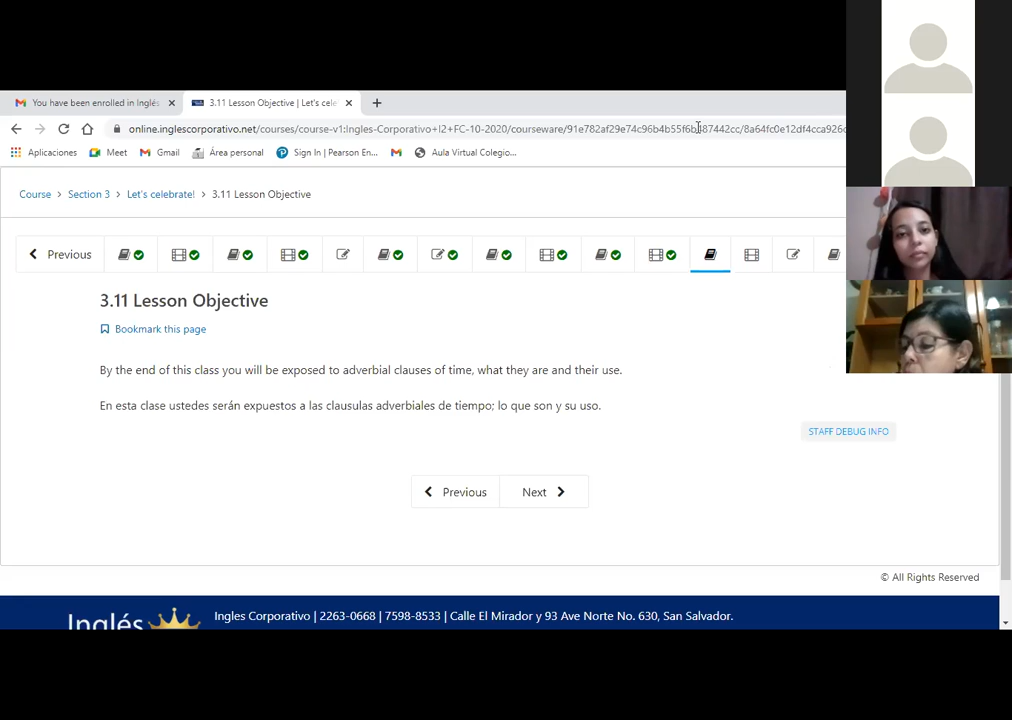 You have been enrolled in Inglés
3.11 Lesson Objective | Let's cele
online.inglescorporativo.net/courses/course-v1:Ingles-Corporativo+I2+FC-10-2020/courseware/
Aplicaciones Meet Gmail Área personal Sign In | Pearson En... Aula Virtual Colegio...
Course > Section 3 > Let's celebrate! > 3.11 Lesson Objective
Previous
3.11 Lesson Objective
Bookmark this page
By the end of this class you will be exposed to adverbial clauses of time, what they are and their use.
En esta clase ustedes serán expuestos a las clausulas adverbiales de tiempo; lo que son y su uso.
STAFF DEBUG INFO
Previous Next
© All Rights Reserved
Inglés
Ingles Corporativo | 2263-0668 | 7598-8533 | Calle El Mirador y 93 Ave Norte No. 630, San Salvador.